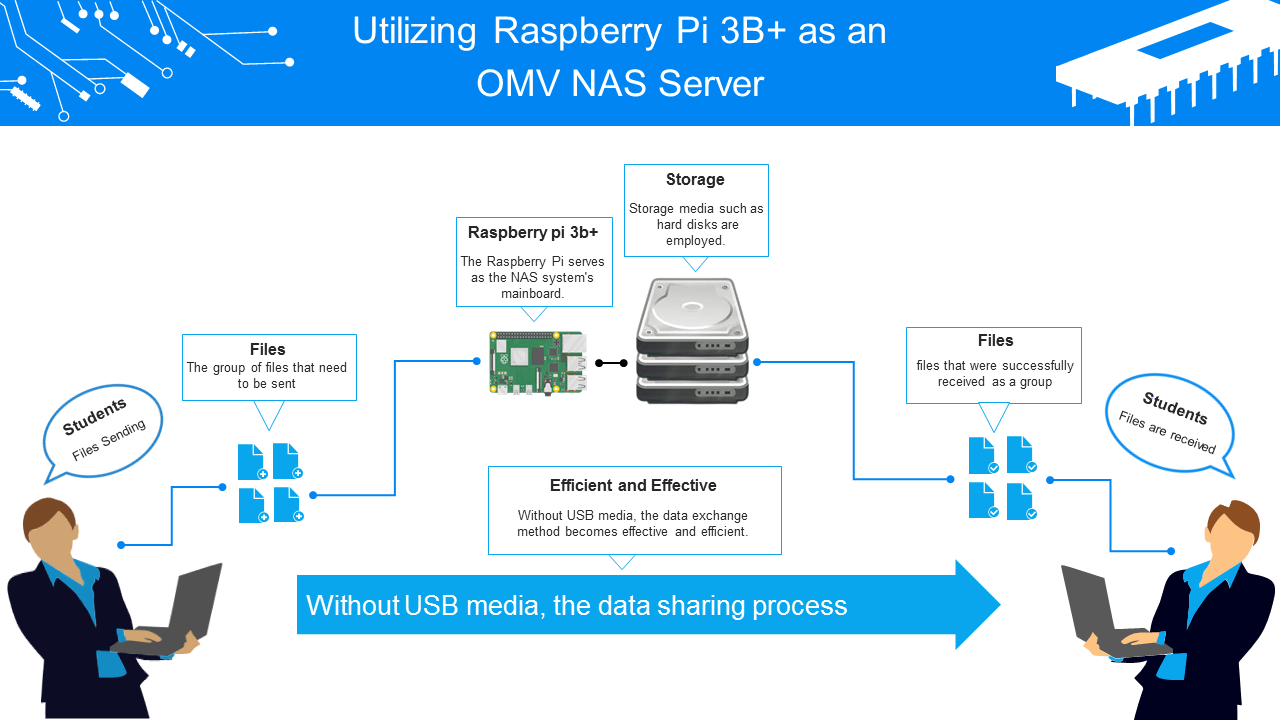 Utilizing Raspberry Pi 3B+ as an
OMV NAS Server
Storage
Storage media such as
hard disks are
employed.
Raspberry pi 3b+
The Raspberry Pi serves
as the NAS system's
mainboard.
Files
The group of files that need
to be sent
Files
files that were successfully
received as a group
Students
Files Sending
Students
Files are received
Efficient and Effective
Without USB media, the data exchange
method becomes effective and efficient.
Without USB media, the data sharing process